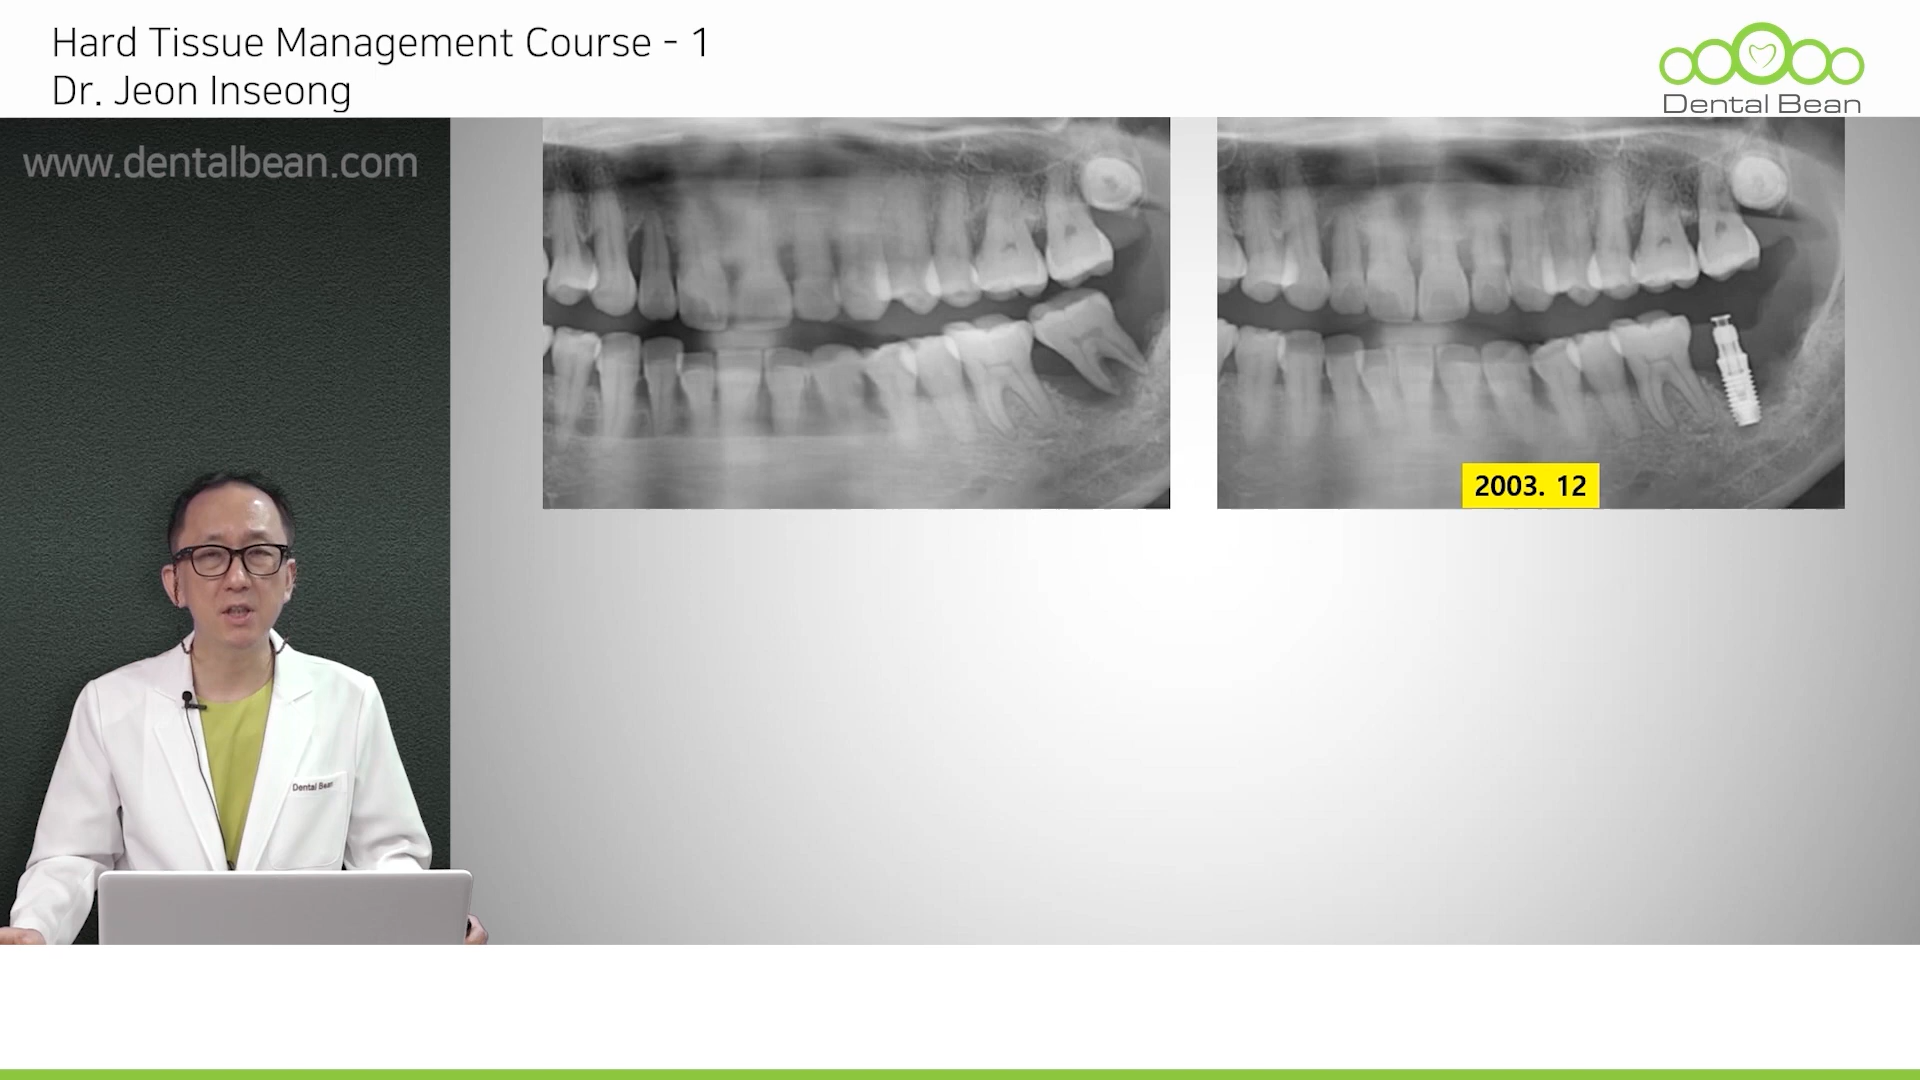 Hard Tissue Management Course - 1
Dr. Jeon Inseong
Dental Bean
www.dentalbean.com
2003. 12
Dental Bean